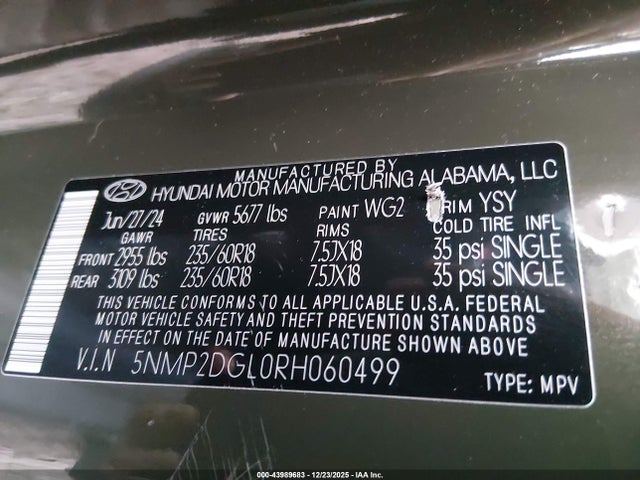 MANUFACTURED BY
HYUNDAI MOTOR MANUFACTURING ALABAMA, LLC
Jun/27/24 GVWR 5677 lbs PAINT WG2 TRIM YSY
GAWR TIRES RIMS COLD TIRE INFL
FRONT 2955 lbs 235/60R18 7.5JX18 35 psi SINGLE
REAR 3109 lbs 235/60R18 7.5JX18 35 psi SINGLE
THIS VEHICLE CONFORMS TO ALL APPLICABLE U.S.A. FEDERAL
MOTOR VEHICLE SAFETY AND THEFT PREVENTION STANDARDS
IN EFFECT ON THE DATE OF MANUFACTURE SHOWN ABOVE
V.I.N 5NMP2DGL0RH060499
TYPE: MPV
000-43989683 - 12/23/2025 - IAA Inc.